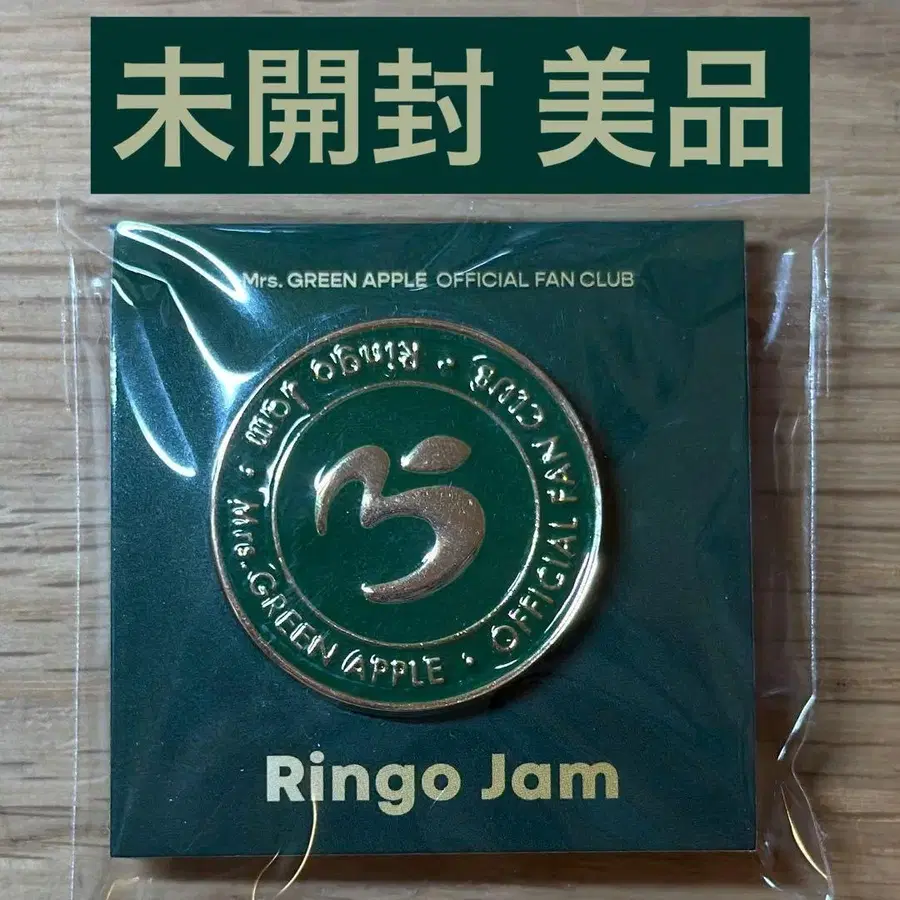 未開封 美品
Mrs. GREEN APPLE OFFICIAL FAN CLUB
Mrs. GREEN APPLE • OFFICIAL FAN CLUB • Ringo Jam •
Ringo Jam